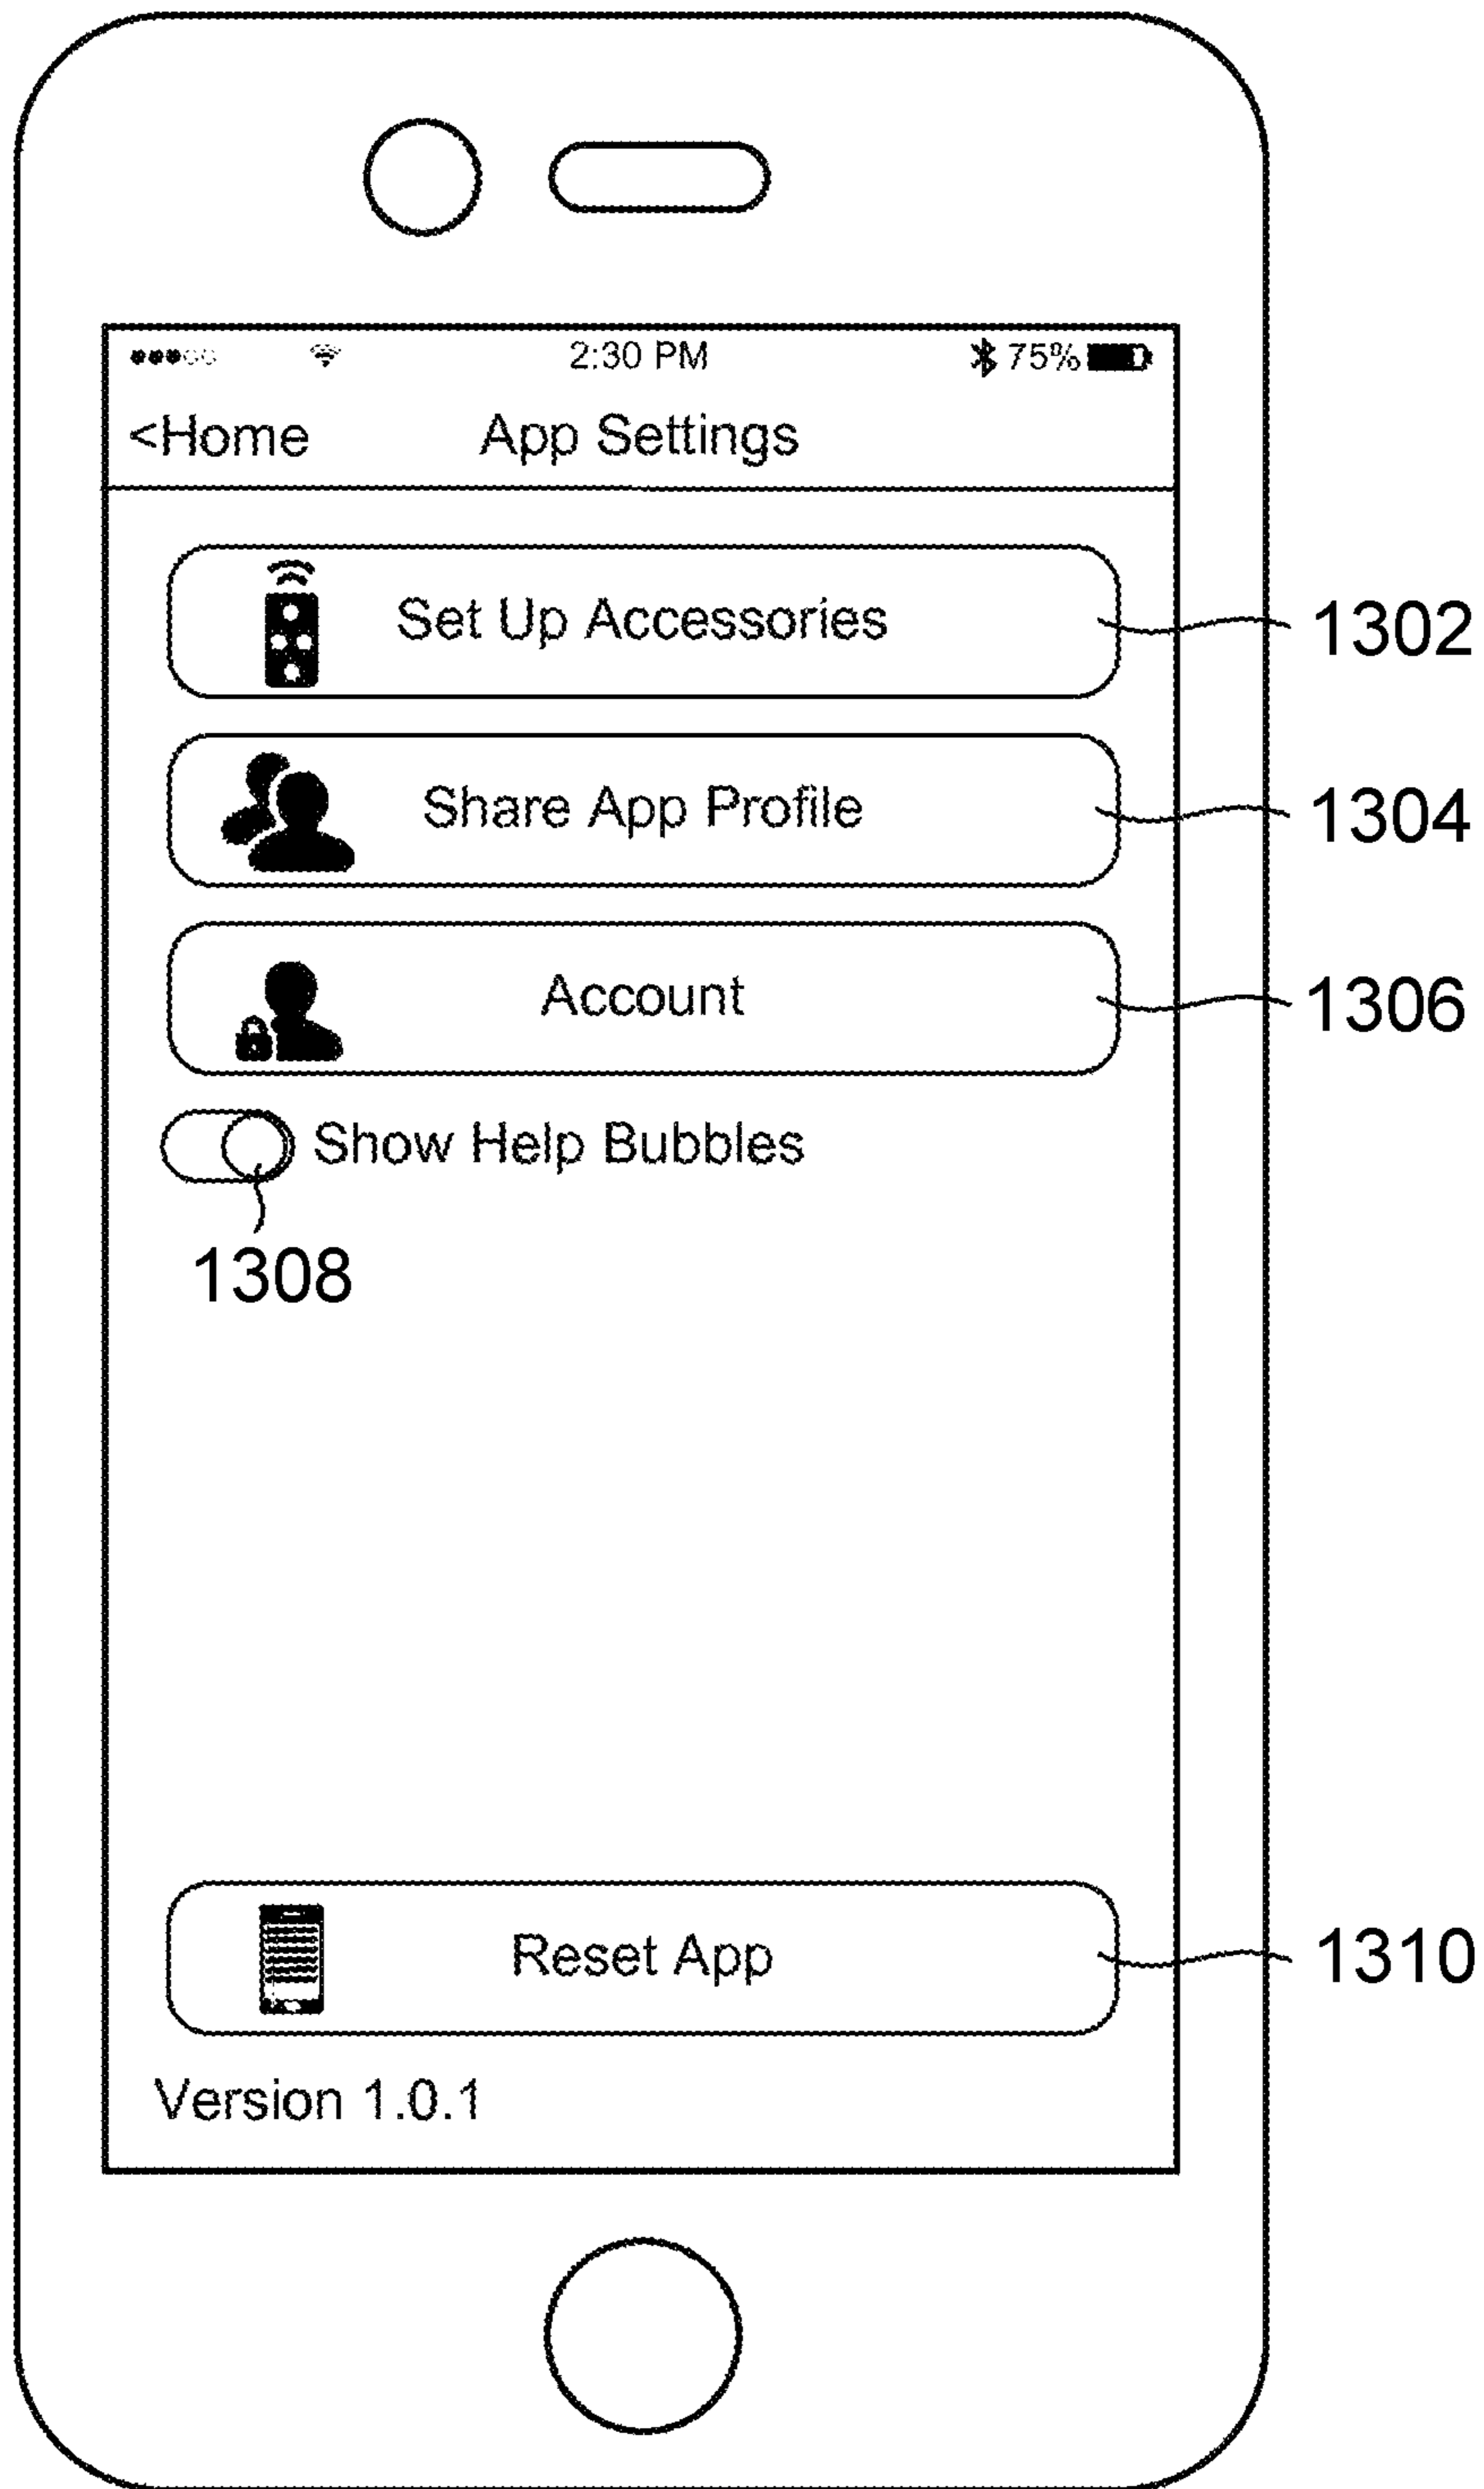 2:30 PM 75%
<Home App Settings
Set Up Accessories 1302
Share App Profile 1304
Account 1306
Show Help Bubbles
1308
Reset App 1310
Version 1.0.1